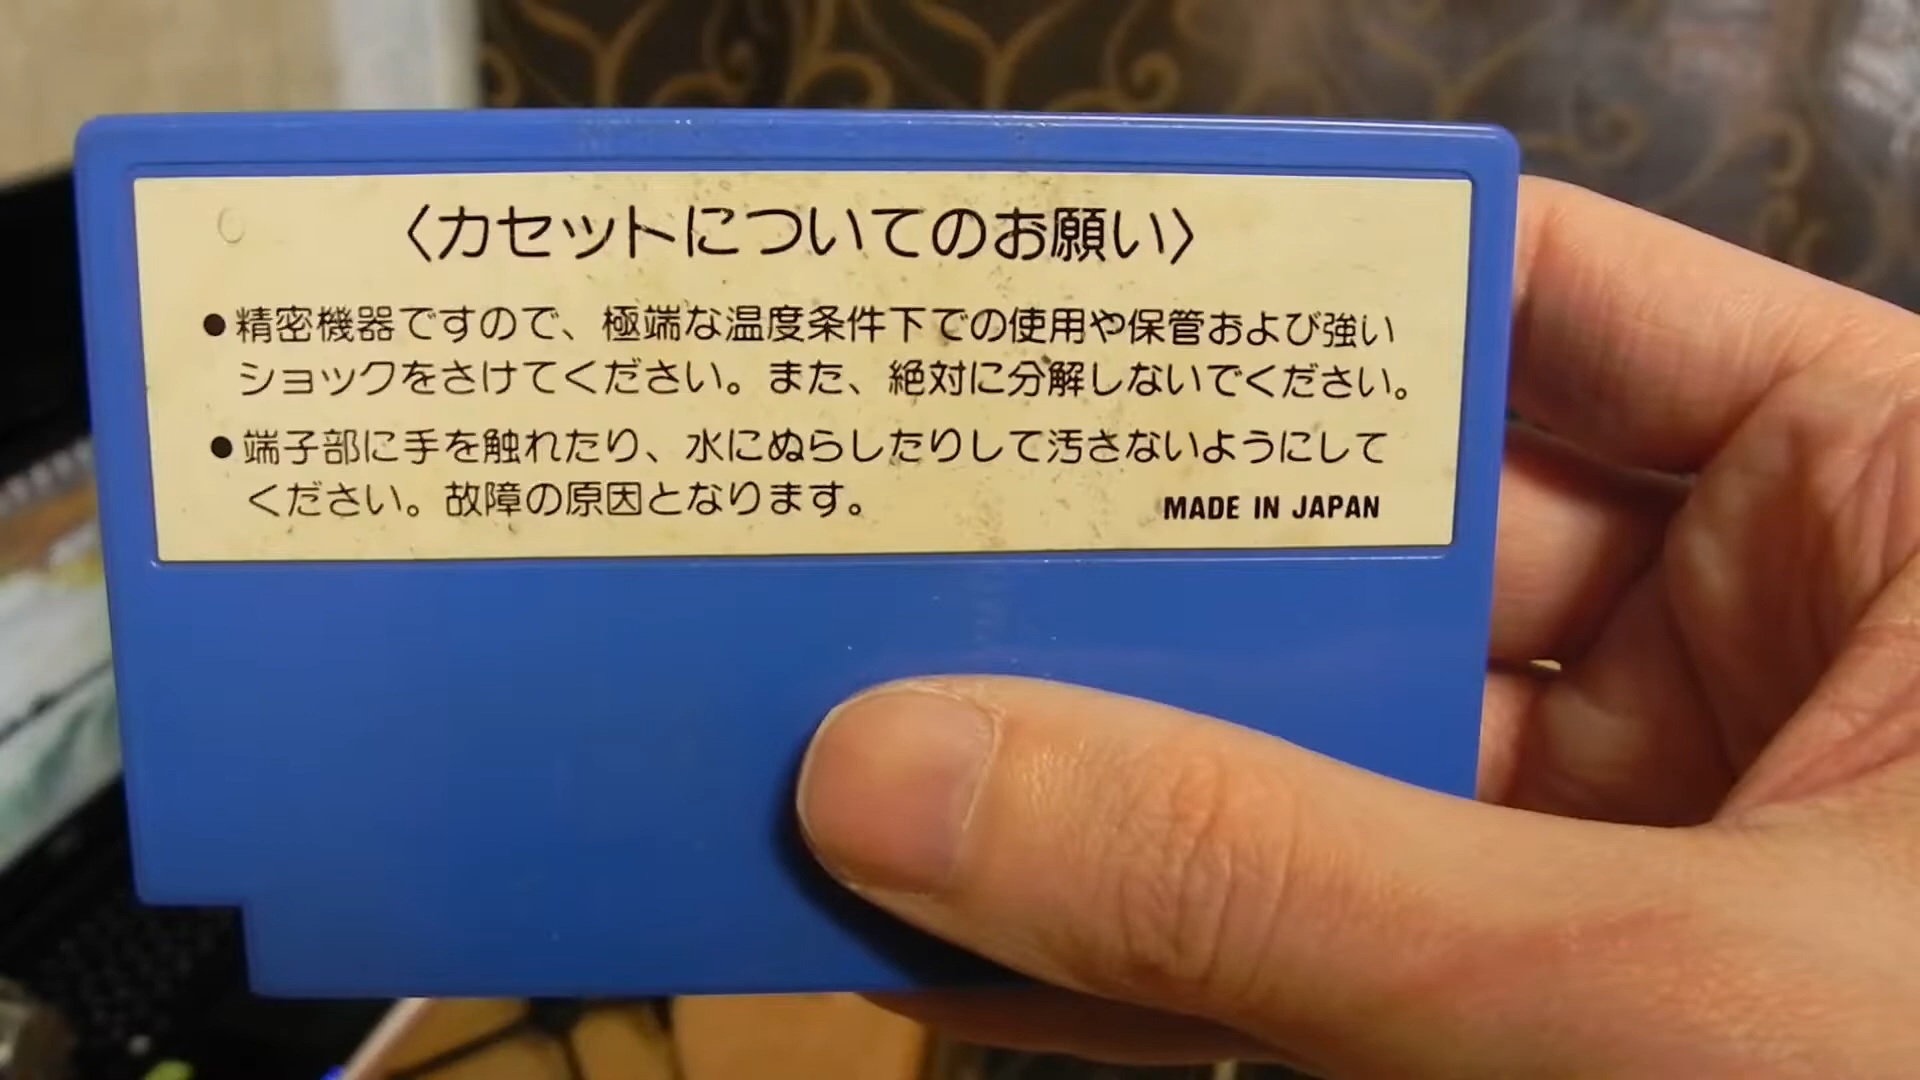 〈カセットについてのお願い〉
●精密機器ですので、極端な温度条件下での使用や保管および強い
ショックをさけてください。また、絶対に分解しないでください。
●端子部に手を触れたり、水にぬらしたりして汚さないようにして
ください。故障の原因となります。
MADE IN JAPAN